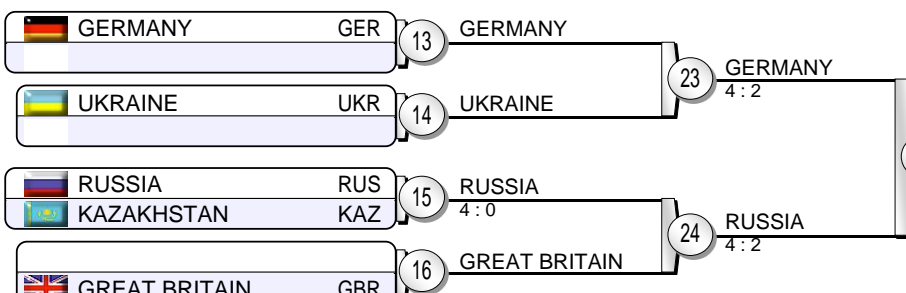 GERMANY GER 13 GERMANY
23 GERMANY
4 : 2
UKRAINE UKR 14 UKRAINE
RUSSIA RUS 15 RUSSIA
KAZAKHSTAN KAZ 4 : 0
24 RUSSIA
4 : 2
16 GREAT BRITAIN
GREAT BRITAIN GBR